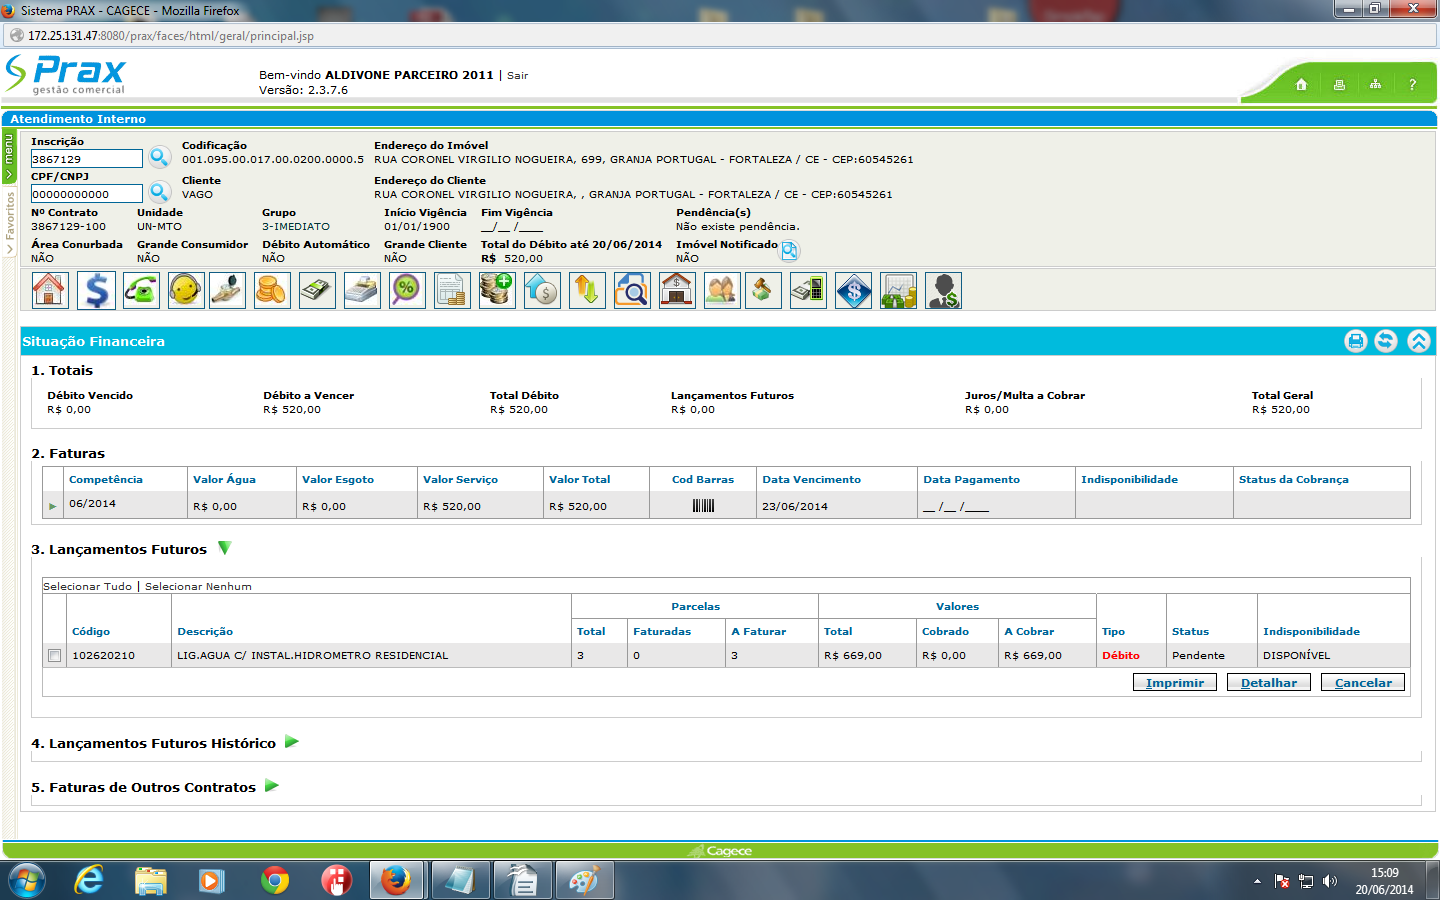 Sistema PRAX - CAGECE - Mozilla Firefox
172.25.131.47:8080/prax/faces/html/geral/principal.jsp
Prax
gestão comercial
Bem-vindo ALDIVONE PARCEIRO 2011 | Sair
Versão: 2.3.7.6
?
Atendimento Interno
menu
Favoritos
Inscrição
3867129
Codificação
001.095.00.017.00.0200.0000.5
Endereço do Imóvel
RUA CORONEL VIRGILIO NOGUEIRA, 699, GRANJA PORTUGAL - FORTALEZA / CE - CEP:60545261
CPF/CNPJ
00000000000
Cliente
VAGO
Endereço do Cliente
RUA CORONEL VIRGILIO NOGUEIRA, , GRANJA PORTUGAL - FORTALEZA / CE - CEP:60545261
Nº Contrato Unidade Grupo Início Vigência Fim Vigência Pendência(s)
3867129-100 UN-MTO 3-IMEDIATO 01/01/1900 __/__ /____ Não existe pendência.
Área Conurbada Grande Consumidor Débito Automático Grande Cliente Total do Débito até 20/06/2014 Imóvel Notificado
NÃO NÃO NÃO NÃO R$ 520,00 NÃO
Situação Financeira
1. Totais
Débito Vencido Débito a Vencer Total Débito Lançamentos Futuros Juros/Multa a Cobrar Total Geral
R$ 0,00 R$ 520,00 R$ 520,00 R$ 0,00 R$ 0,00 R$ 520,00
2. Faturas
Competência Valor Água Valor Esgoto Valor Serviço Valor Total Cod Barras Data Vencimento Data Pagamento Indisponibilidade Status da Cobrança
06/2014 R$ 0,00 R$ 0,00 R$ 520,00 R$ 520,00 23/06/2014 __ /__ /____
3. Lançamentos Futuros
Selecionar Tudo | Selecionar Nenhum
Parcelas Valores
Código Descrição Total Faturadas A Faturar Total Cobrado A Cobrar Tipo Status Indisponibilidade
102620210 LIG.AGUA C/ INSTAL.HIDROMETRO RESIDENCIAL 3 0 3 R$ 669,00 R$ 0,00 R$ 669,00 Débito Pendente DISPONÍVEL
Imprimir Detalhar Cancelar
4. Lançamentos Futuros Histórico
5. Faturas de Outros Contratos
Cagece
15:09
20/06/2014